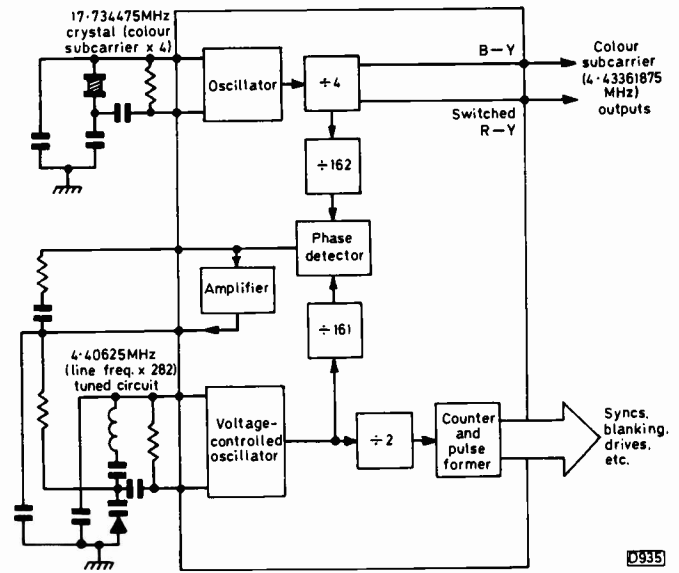 17·734475MHz
crystal (colour
subcarrier x 4)
Oscillator
÷4
B—Y
Switched
R—Y
Colour
subcarrier
(4·43361875
MHz)
outputs
÷162
Phase
detector
Amplifier
÷161
4·40625MHz
(line freq. x 282)
tuned circuit
Voltage-
controlled
oscillator
÷2
Counter
and
pulse
former
Syncs,
blanking,
drives,
etc.
D935